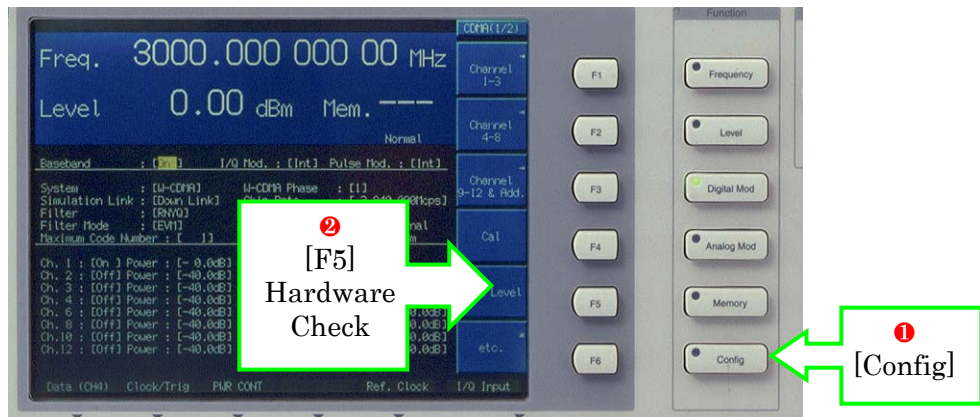 Function
CDMA(1/2)
Freq. 3000.000 000 00 MHz
Level 0.00 dBm Mem. ---
Normal
Channel
1-3
Channel
4-8
Channel
9-12 & Add.
Cal
Level
etc.
Baseband : [On ] I/Q Mod. : [Int] Pulse Mod. : [Int]
System : [W-CDMA] W-CDMA Phase : [1]
Simulation Link : [Down Link]
Filter : [RNYQ]
Filter Mode : [EVM]
Maximum Code Number : [ 1]
Ch. 1 : [On ] Power : [- 0.0dB]
Ch. 2 : [Off] Power : [-40.0dB]
Ch. 3 : [Off] Power : [-40.0dB]
Ch. 4 : [Off] Power : [-40.0dB]
Ch. 6 : [Off] Power : [-40.0dB]
Ch. 8 : [Off] Power : [-40.0dB]
Ch.10 : [Off] Power : [-40.0dB]
Ch.12 : [Off] Power : [-40.0dB]
Data (CH4) Clock/Trig PWR CONT Ref. Clock I/Q Input
❷
[F5]
Hardware
Check
F1
F2
F3
F4
F5
F6
Frequency
Level
Digital Mod
Analog Mod
Memory
Config
❶
[Config]